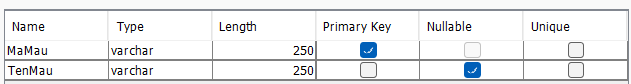 Name Type Length Primary Key Nullable Unique
MaMau varchar 250
TenMau varchar 250